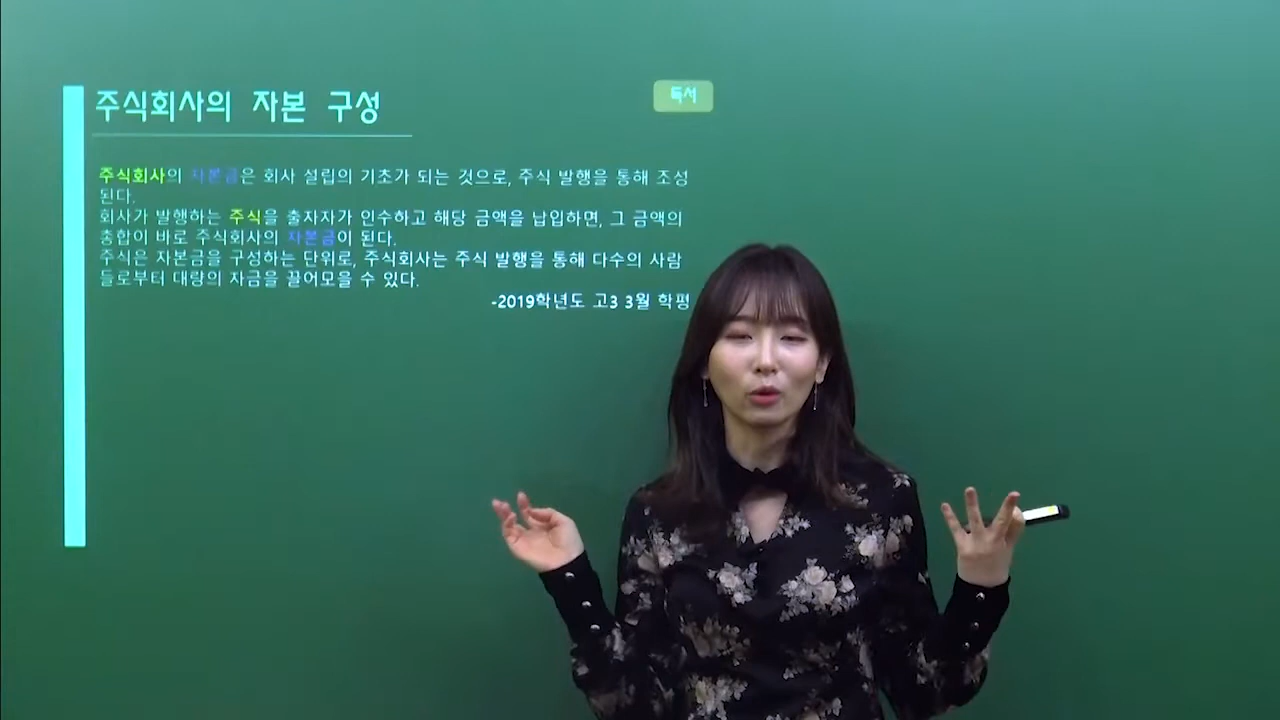 주식회사의 자본 구성
독서
주식회사의 자본금은 회사 설립의 기초가 되는 것으로, 주식 발행을 통해 조성
된다.
회사가 발행하는 주식을 출자자가 인수하고 해당 금액을 납입하면, 그 금액의
총합이 바로 주식회사의 자본금이 된다.
주식은 자본금을 구성하는 단위로, 주식회사는 주식 발행을 통해 다수의 사람
들로부터 대량의 자금을 끌어모을 수 있다.
-2019학년도 고3 3월 학평